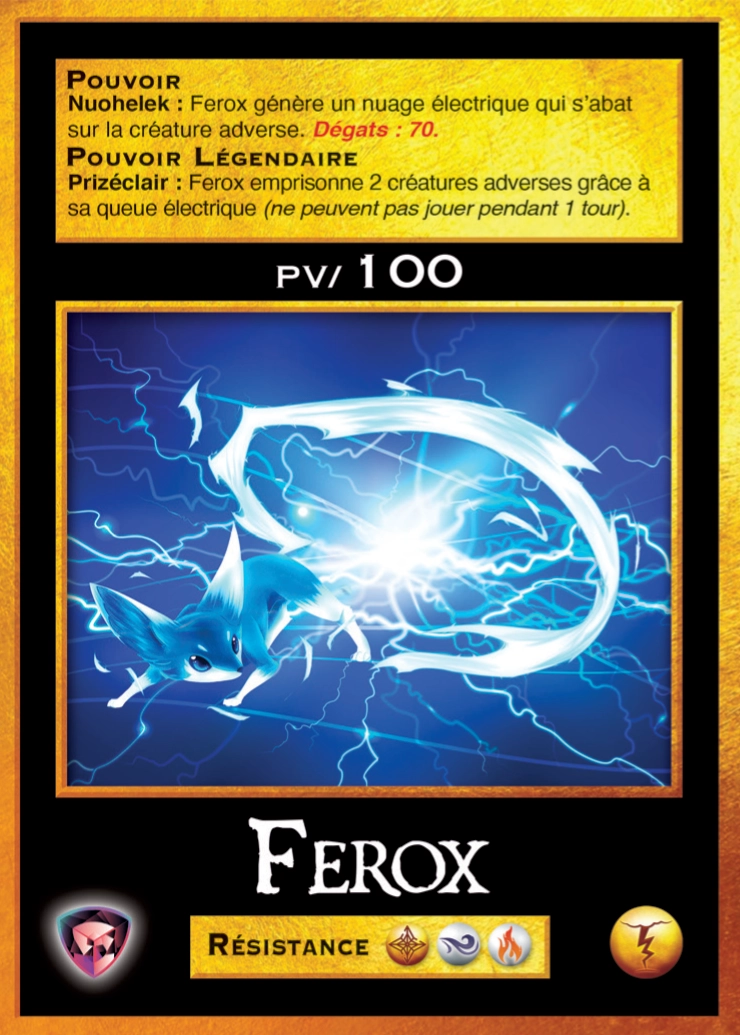 Pouvoir
Nuohelek : Ferox génère un nuage électrique qui s'abat
sur la créature adverse. Dégats : 70.
Pouvoir Légendaire
Prizéclair : Ferox emprisonne 2 créatures adverses grâce à
sa queue électrique (ne peuvent pas jouer pendant 1 tour).
PV/ 100
Ferox
Résistance